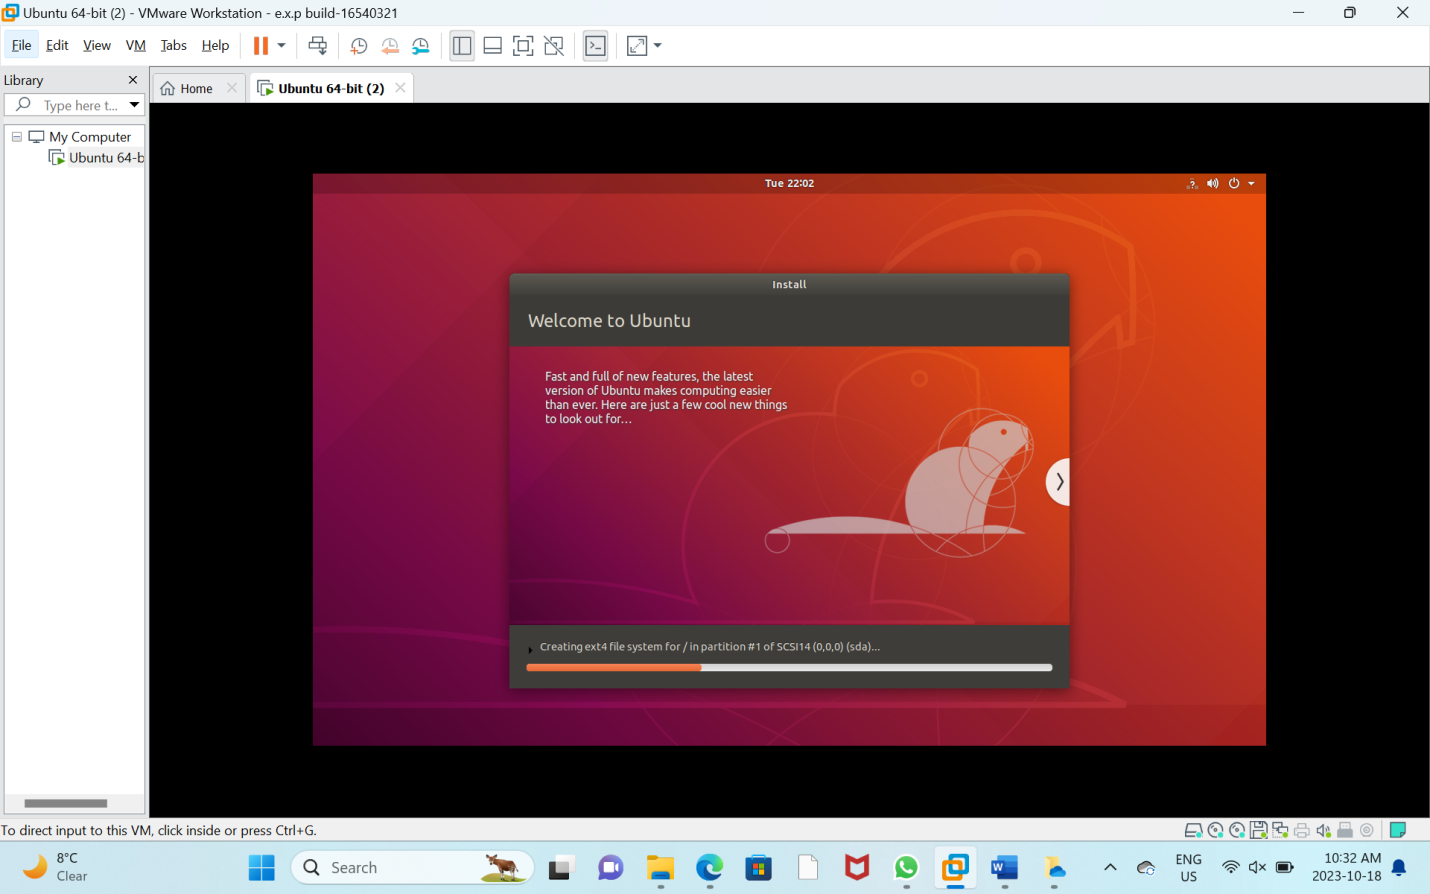 Ubuntu 64-bit (2) - VMware Workstation - e.x.p build-16540321
File Edit View VM Tabs Help
Library
Type here t...
Home
Ubuntu 64-bit (2)
My Computer
Ubuntu 64-b
Tue 22:02
Install
Welcome to Ubuntu
Fast and full of new features, the latest
version of Ubuntu makes computing easier
than ever. Here are just a few cool new things
to look out for...
Creating ext4 file system for / in partition #1 of SCSI14 (0,0,0) (sda)...
To direct input to this VM, click inside or press Ctrl+G.
8°C
Clear
Search
ENG
US
10:32 AM
2023-10-18